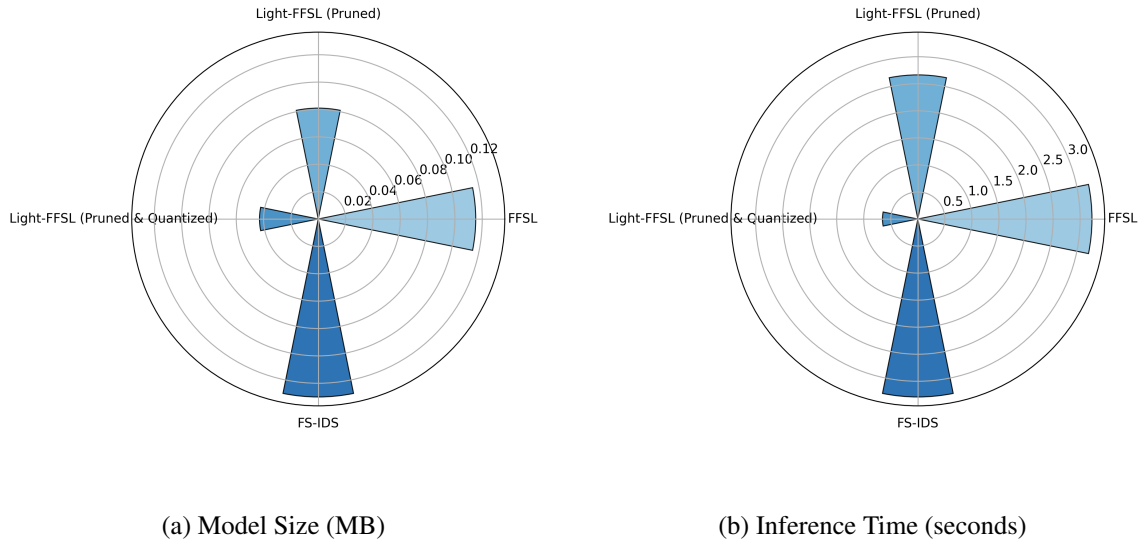 Light-FFSL (Pruned)
0.12
0.10
0.08
0.06
0.04
0.02
Light-FFSL (Pruned & Quantized)
FFSL
FS-IDS
(a) Model Size (MB)
Light-FFSL (Pruned)
3.0
2.5
2.0
1.5
1.0
0.5
Light-FFSL (Pruned & Quantized)
FFSL
FS-IDS
(b) Inference Time (seconds)